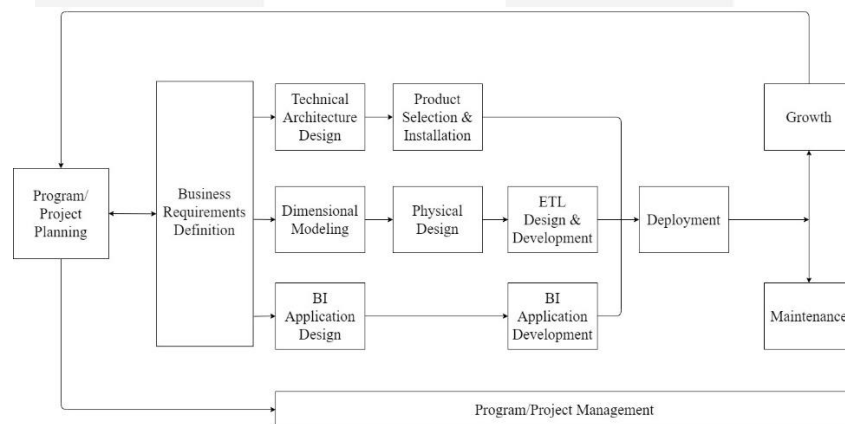 Technical
Architecture
Design
Product
Selection &
Installation
Growth
Program/
Project
Planning
Business
Requirements
Definition
Dimensional
Modeling
Physical
Design
ETL
Design &
Development
Deployment
BI
Application
Design
BI
Application
Development
Maintenance
Program/Project Management